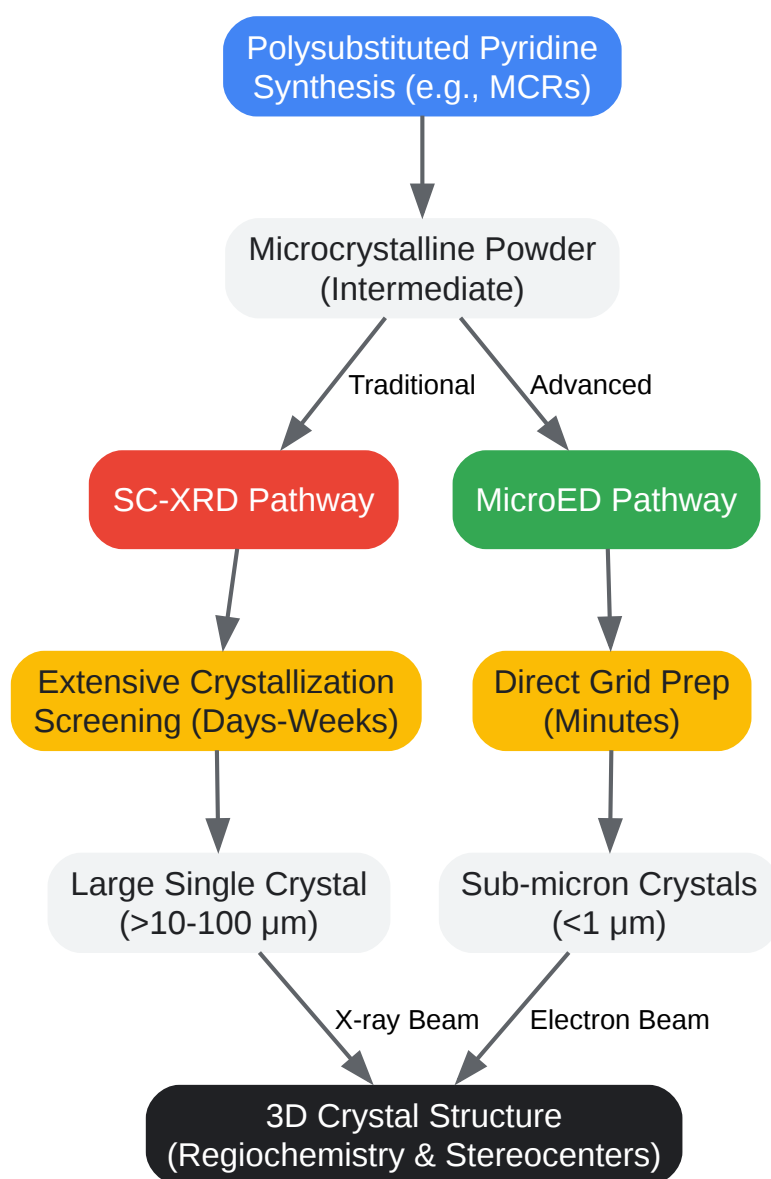 Polysubstituted Pyridine
Synthesis (e.g., MCRs)
Microcrystalline Powder
(Intermediate)
Traditional
Advanced
SC-XRD Pathway
MicroED Pathway
Extensive Crystallization
Screening (Days-Weeks)
Direct Grid Prep
(Minutes)
Large Single Crystal
(>10-100 μm)
Sub-micron Crystals
(<1 μm)
X-ray Beam
Electron Beam
3D Crystal Structure
(Regiochemistry & Stereocenters)